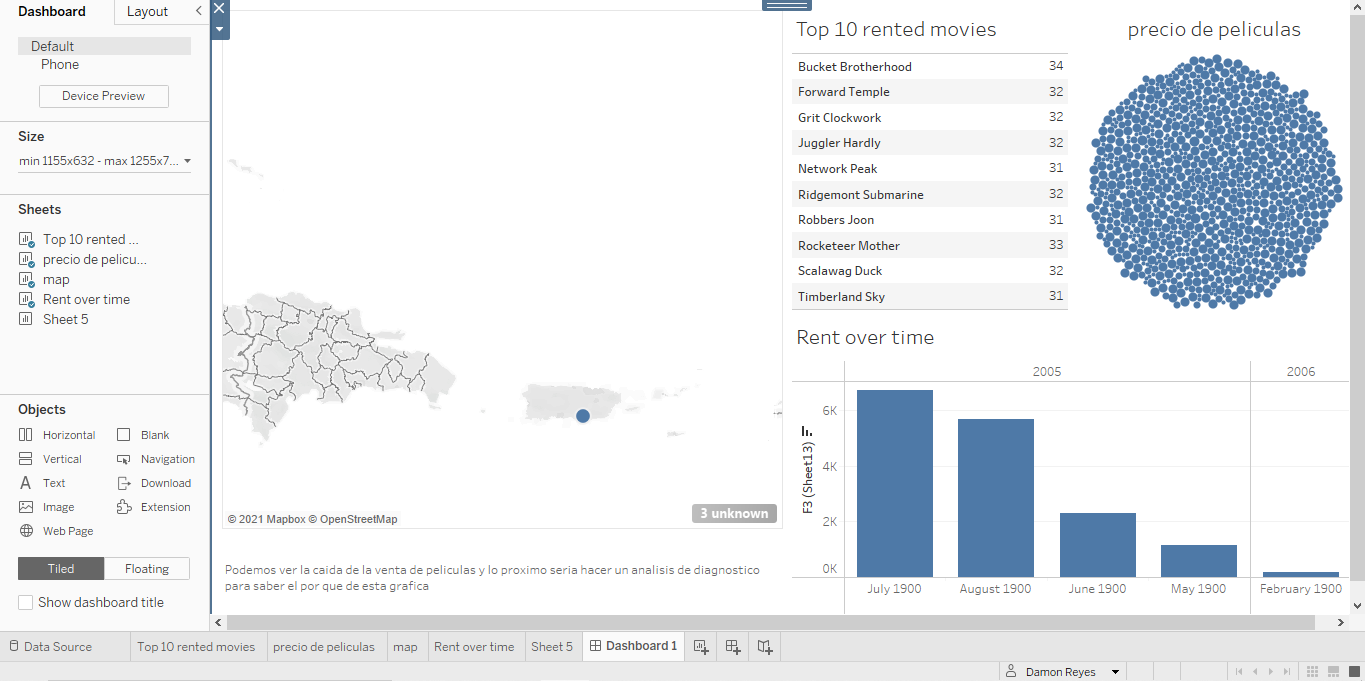 Dashboard
Layout
Default
Phone
Device Preview
Size
min 1155x632 - max 1255x7...
Sheets
Top 10 rented ...
precio de pelicu...
map
Rent over time
Sheet 5
Objects
Horizontal
Blank
Vertical
Navigation
Text
Download
Image
Extension
Web Page
Tiled
Floating
Show dashboard title
© 2021 Mapbox © OpenStreetMap
3 unknown
Podemos ver la caida de la venta de peliculas y lo proximo seria hacer un analisis de diagnostico
para saber el por que de esta grafica
Top 10 rented movies
Bucket Brotherhood 34
Forward Temple 32
Grit Clockwork 32
Juggler Hardly 32
Network Peak 31
Ridgemont Submarine 32
Robbers Joon 31
Rocketeer Mother 33
Scalawag Duck 32
Timberland Sky 31
precio de peliculas
Rent over time
2005
2006
F3 (Sheet13)
6K
4K
2K
0K
July 1900
August 1900
June 1900
May 1900
February 1900
Data Source
Top 10 rented movies
precio de peliculas
map
Rent over time
Sheet 5
Dashboard 1
Damon Reyes